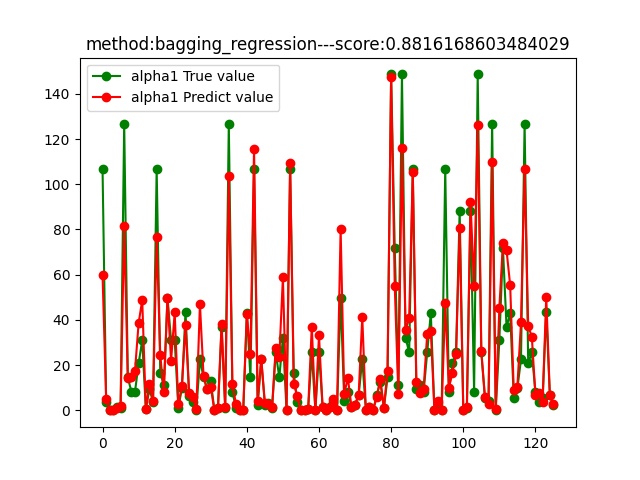 method:bagging_regression---score:0.8816168603484029
alpha1 True value
alpha1 Predict value
140
120
100
80
60
40
20
0
0 20 40 60 80 100 120